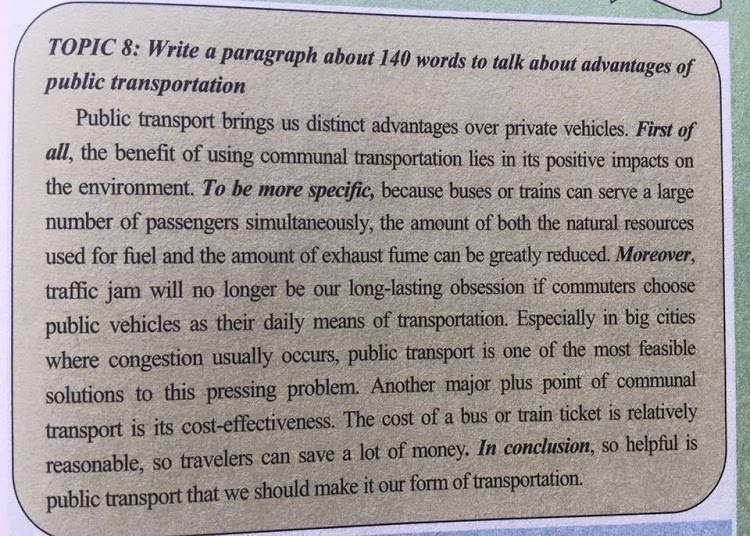 TOPIC 8: Write a paragraph about 140 words to talk about advantages of
public transportation
Public transport brings us distinct advantages over private vehicles. First of
all, the benefit of using communal transportation lies in its positive impacts on
the environment. To be more specific, because buses or trains can serve a large
number of passengers simultaneously, the amount of both the natural resources
used for fuel and the amount of exhaust fume can be greatly reduced. Moreover,
traffic jam will no longer be our long-lasting obsession if commuters choose
public vehicles as their daily means of transportation. Especially in big cities
where congestion usually occurs, public transport is one of the most feasible
solutions to this pressing problem. Another major plus point of communal
transport is its cost-effectiveness. The cost of a bus or train ticket is relatively
reasonable, so travelers can save a lot of money. In conclusion, so helpful is
public transport that we should make it our form of transportation.